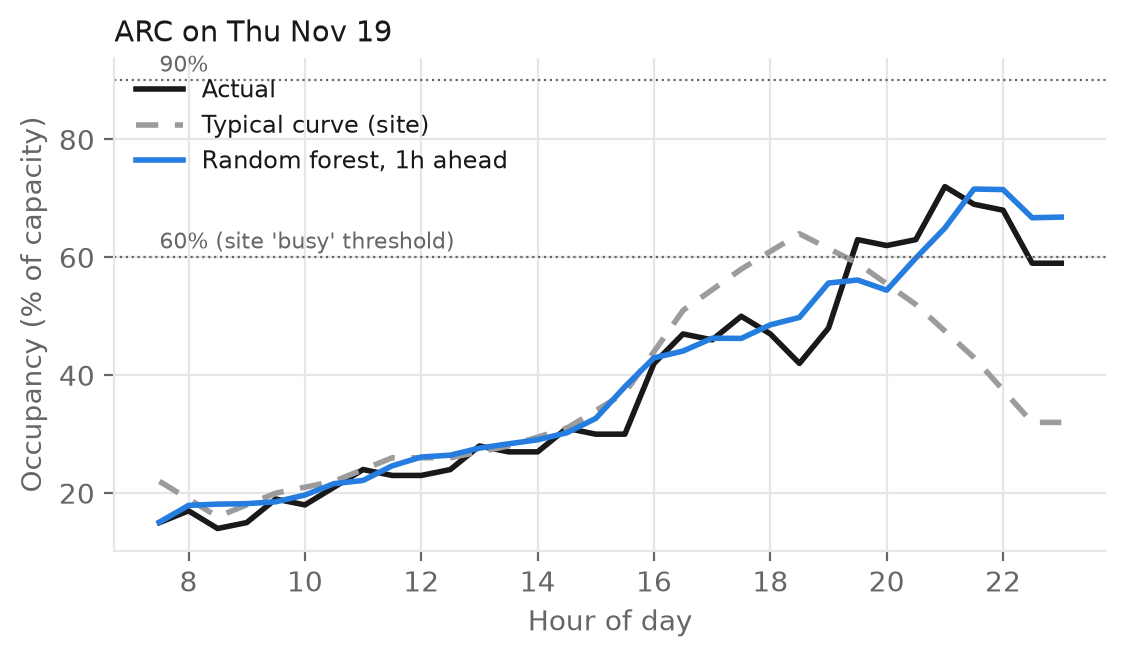 ARC on Thu Nov 19
90%
Actual
Typical curve (site)
Random forest, 1h ahead
60% (site 'busy' threshold)
Occupancy (% of capacity)
80
60
40
20
8 10 12 14 16 18 20 22
Hour of day